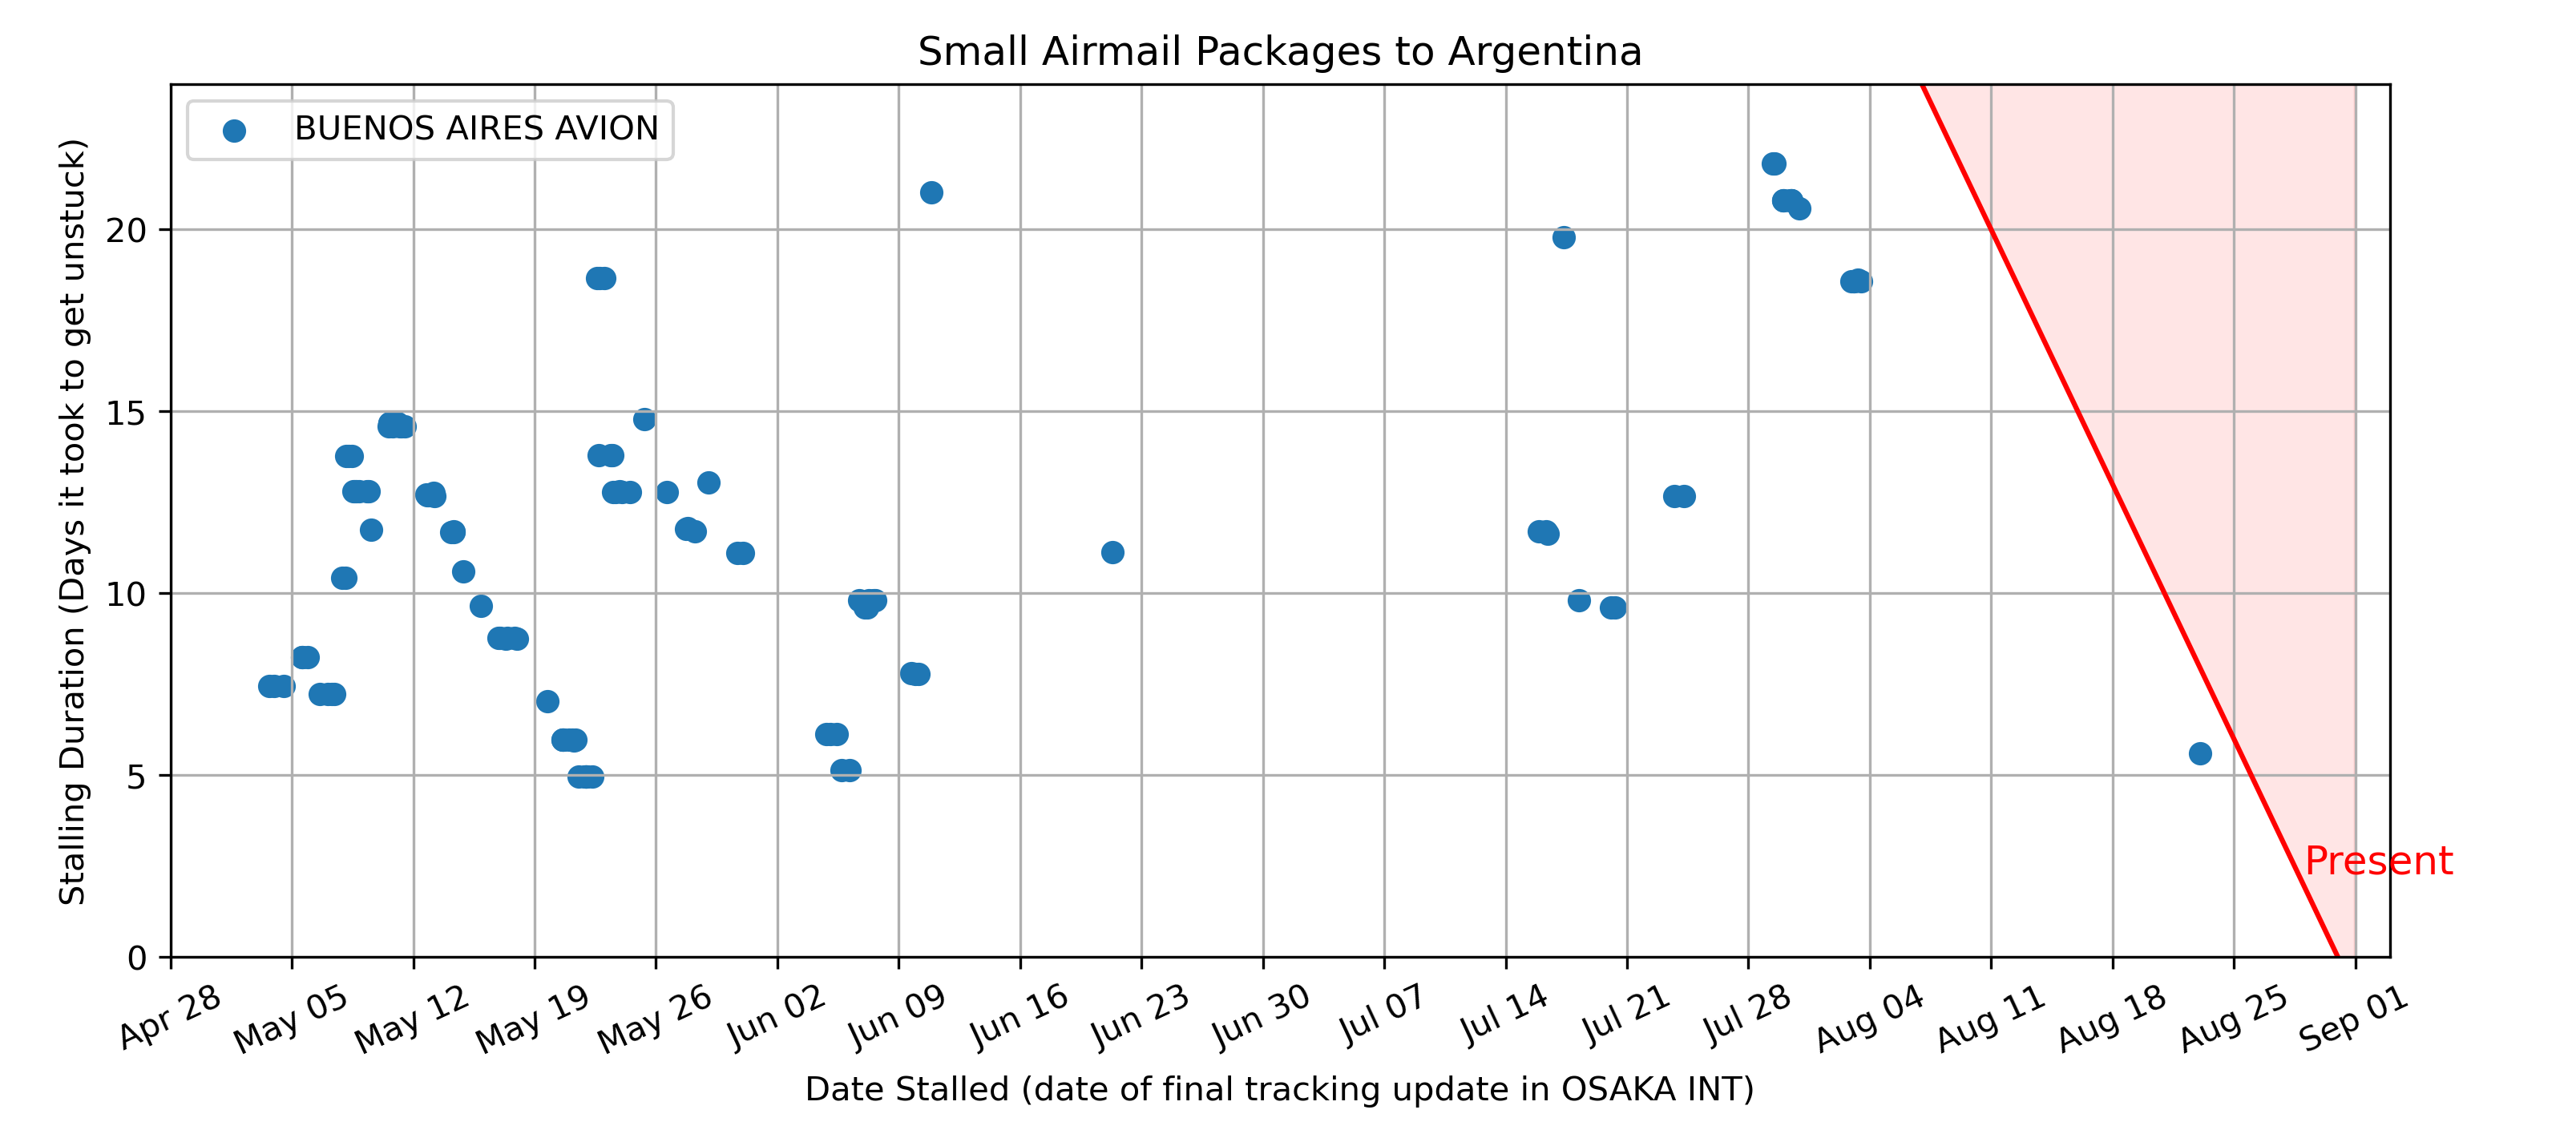 Small Airmail Packages to Argentina
BUENOS AIRES AVION
Stalling Duration (Days it took to get unstuck)
20
15
10
5
0
Present
Apr 28
May 05
May 12
May 19
May 26
Jun 02
Jun 09
Jun 16
Jun 23
Jun 30
Jul 07
Jul 14
Jul 21
Jul 28
Aug 04
Aug 11
Aug 18
Aug 25
Sep 01
Date Stalled (date of final tracking update in OSAKA INT)